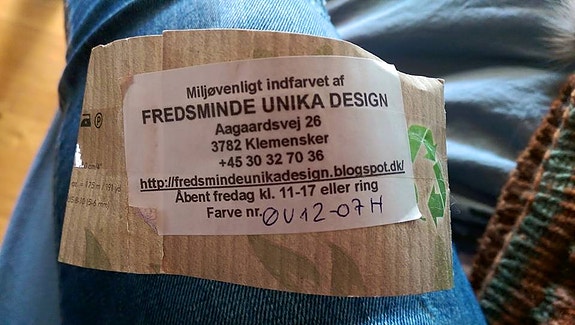 Miljøvenligt indfarvet af
FREDSMINDE UNIKA DESIGN
Aagaardsvej 26
3782 Klemensker
+45 30 32 70 36
http://fredsmindeunikadesign.blogspot.dk/
Åbent fredag kl. 11-17 eller ring
Farve nr. ØU12-07H